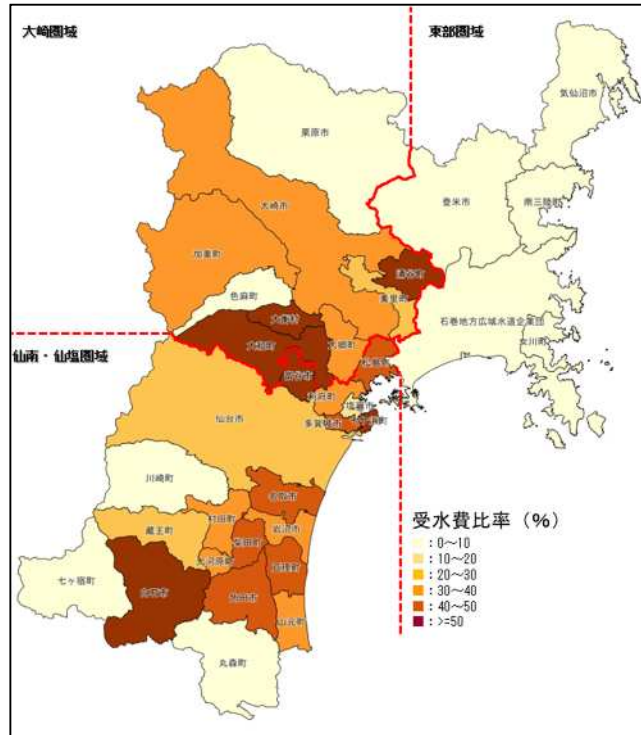 大崎圏域
東部圏域
気仙沼市
栗原市
登米市
南三陸町
大崎市
加美町
涌谷町
色麻町
美里町
大衡村
石巻地方広域水道企業団
女川町
大和町
大郷町
松島町
仙南・仙塩圏域
富谷市
利府町
塩竈市
仙台市
多賀城市
川崎町
名取市
村田町
岩沼市
蔵王町
柴田町
大河原町
亘理町
七ヶ宿町
白石市
角田市
山元町
丸森町
受水費比率（%）
：0～10
：10～20
：20～30
：30～40
：40～50
：>=50